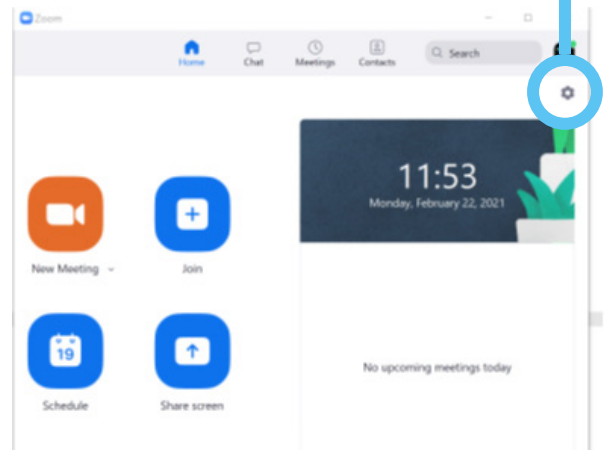 Zoom
Home
Chat
Meetings
Contacts
Search
11:53
Monday, February 22, 2021
New Meeting
Join
19
Schedule
Share screen
No upcoming meetings today